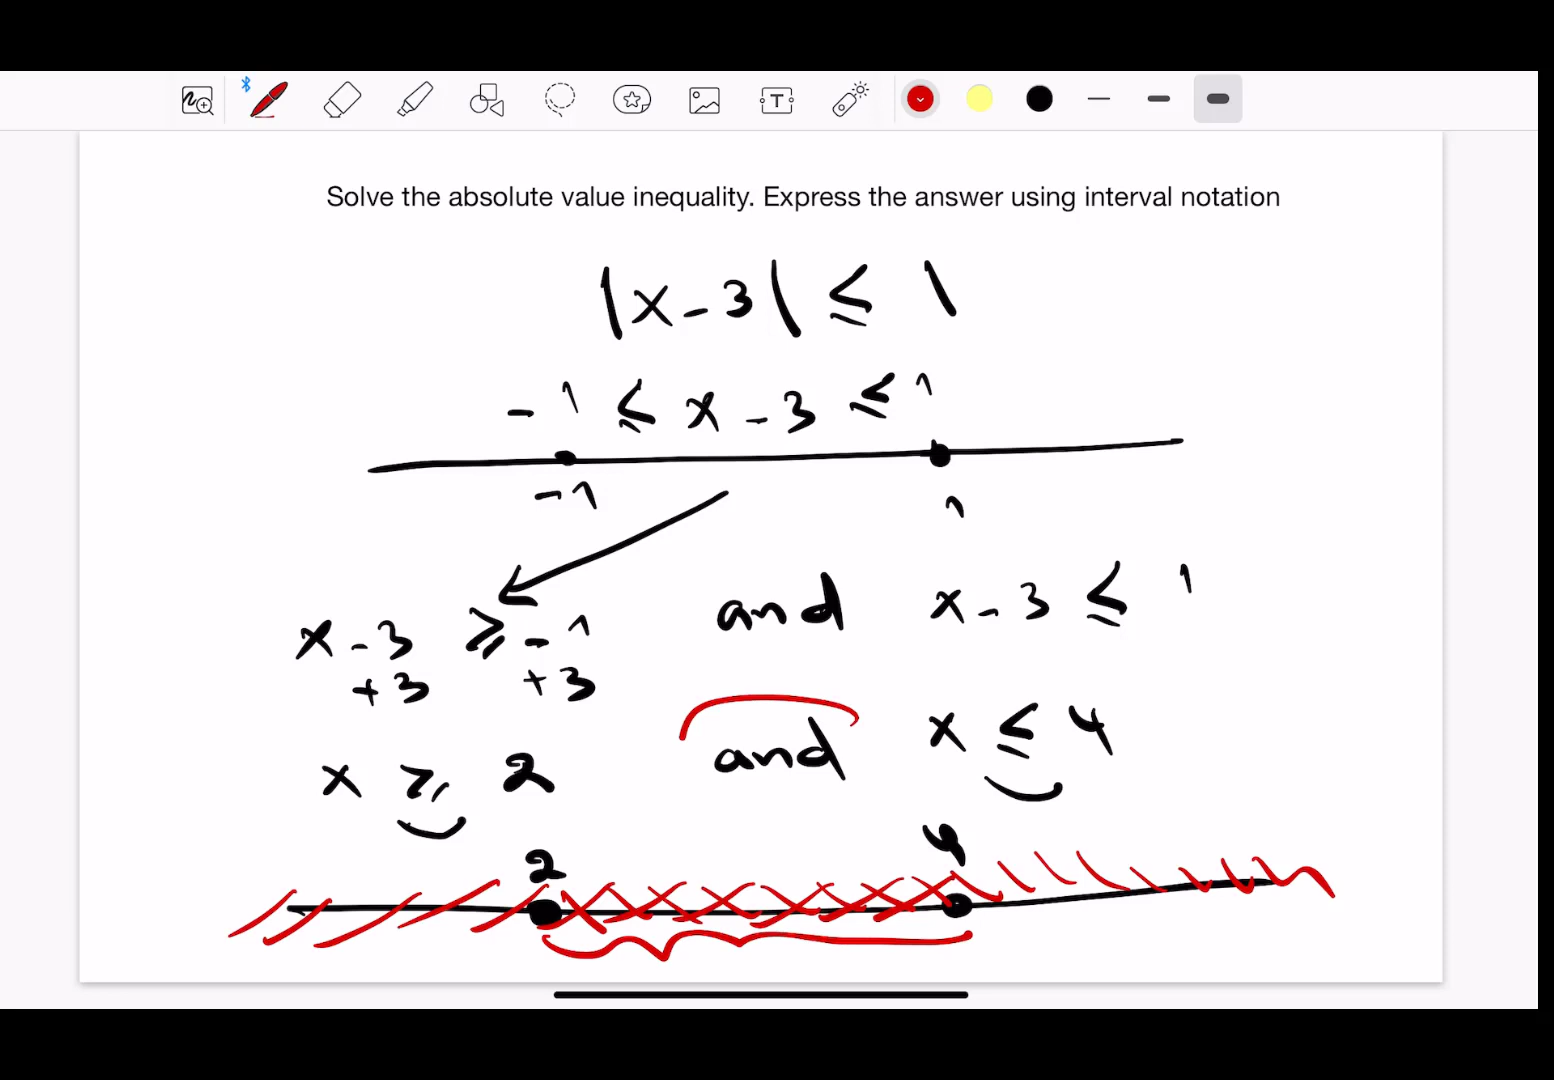 T
Solve the absolute value inequality. Express the answer using interval notation
|x-3| ≤ 1
-1 ≤ x-3 ≤ 1
-1 1
x-3 ≥ -1 and x-3 ≤ 1
+3 +3
x ≥ 2 and x ≤ 4
2 4